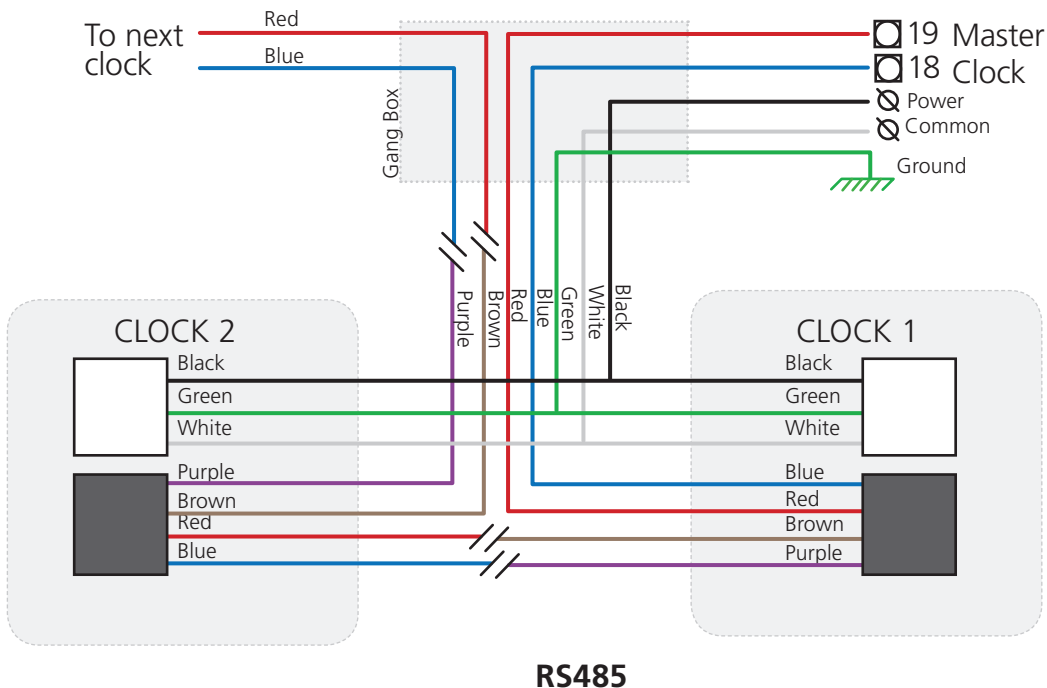 Red
To next
clock
Blue
19 Master
18 Clock
Power
Common
Ground
Gang Box
Purple
Brown
Red
Blue
Green
White
Black
CLOCK 2
Black
Green
White
Purple
Brown
Red
Blue
CLOCK 1
Black
Green
White
Blue
Red
Brown
Purple
RS485